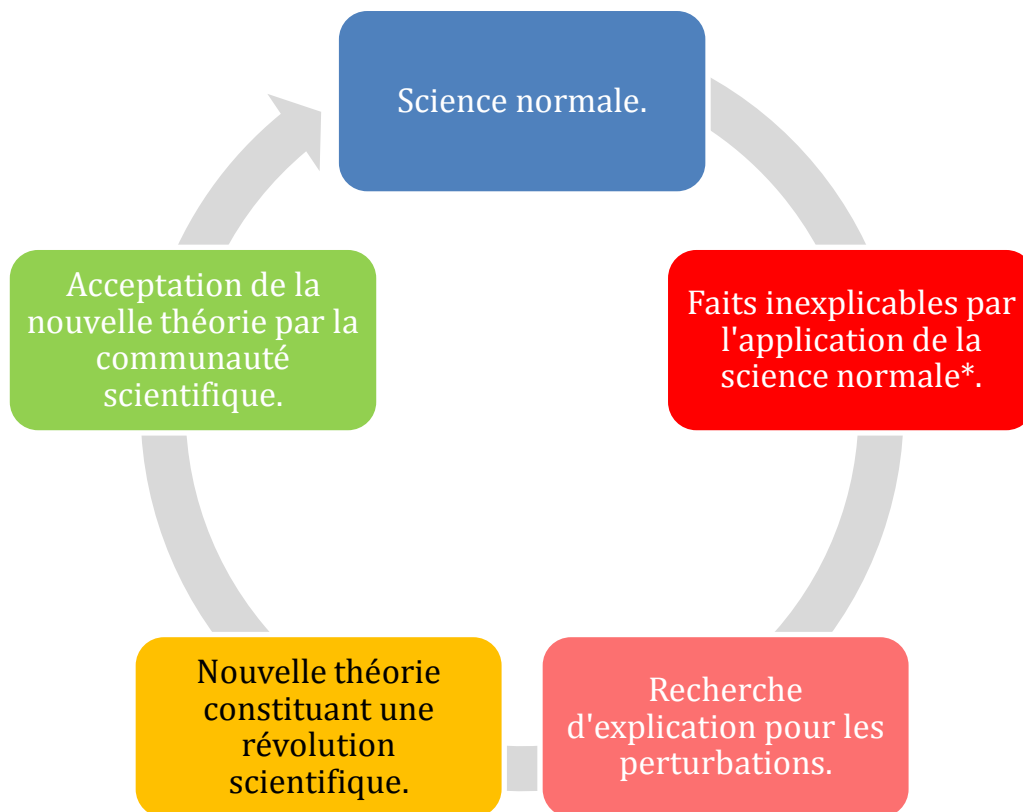 Science normale.
Faits inexplicables par
l'application de la
science normale*.
Recherche
d'explication pour les
perturbations.
Nouvelle théorie
constituant une
révolution
scientifique.
Acceptation de la
nouvelle théorie par la
communauté
scientifique.